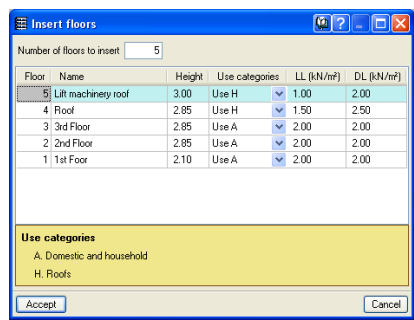 Insert floors
Number of floors to insert 5
Floor Name Height Use categories LL (kN/m²) DL (kN/m²)
5 Lift machinery roof 3.00 Use H 1.00 2.00
4 Roof 2.85 Use H 1.50 2.50
3 3rd Floor 2.85 Use A 2.00 2.00
2 2nd Floor 2.85 Use A 2.00 2.00
1 1st Foor 2.10 Use A 2.00 2.00
Use categories
A. Domestic and household
H. Roofs
Accept Cancel